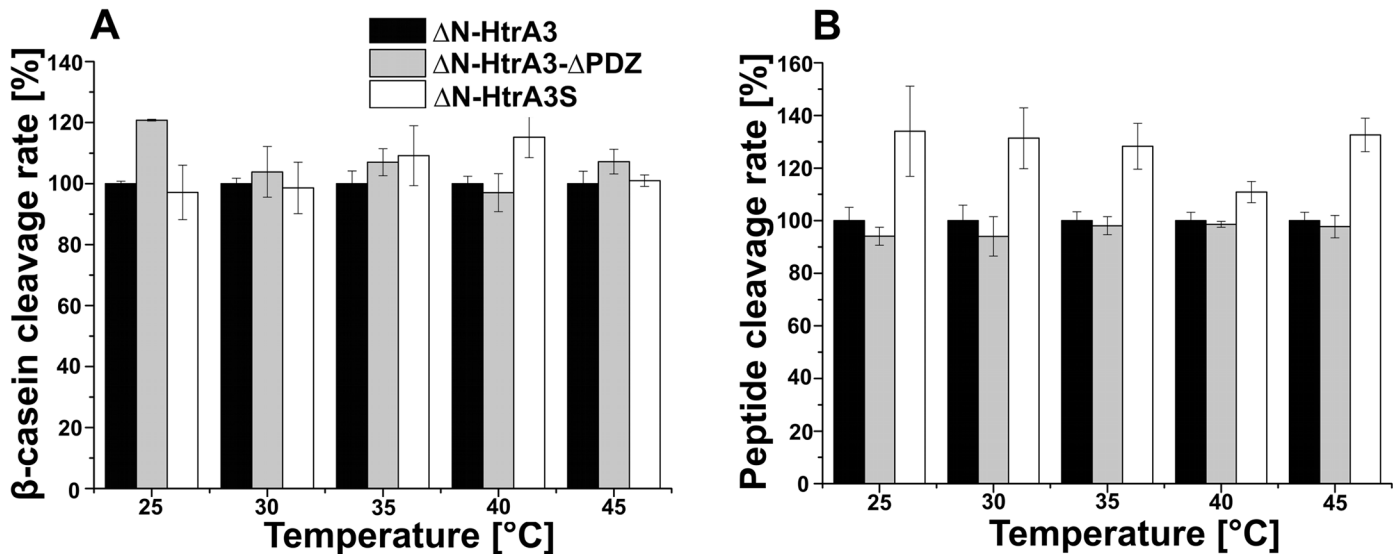 A
ΔN-HtrA3
ΔN-HtrA3-ΔPDZ
ΔN-HtrA3S
β-casein cleavage rate [%]
140
120
100
80
60
40
20
0
25 30 35 40 45
Temperature [°C]
B
Peptide cleavage rate [%]
160
140
120
100
80
60
40
20
0
25 30 35 40 45
Temperature [°C]